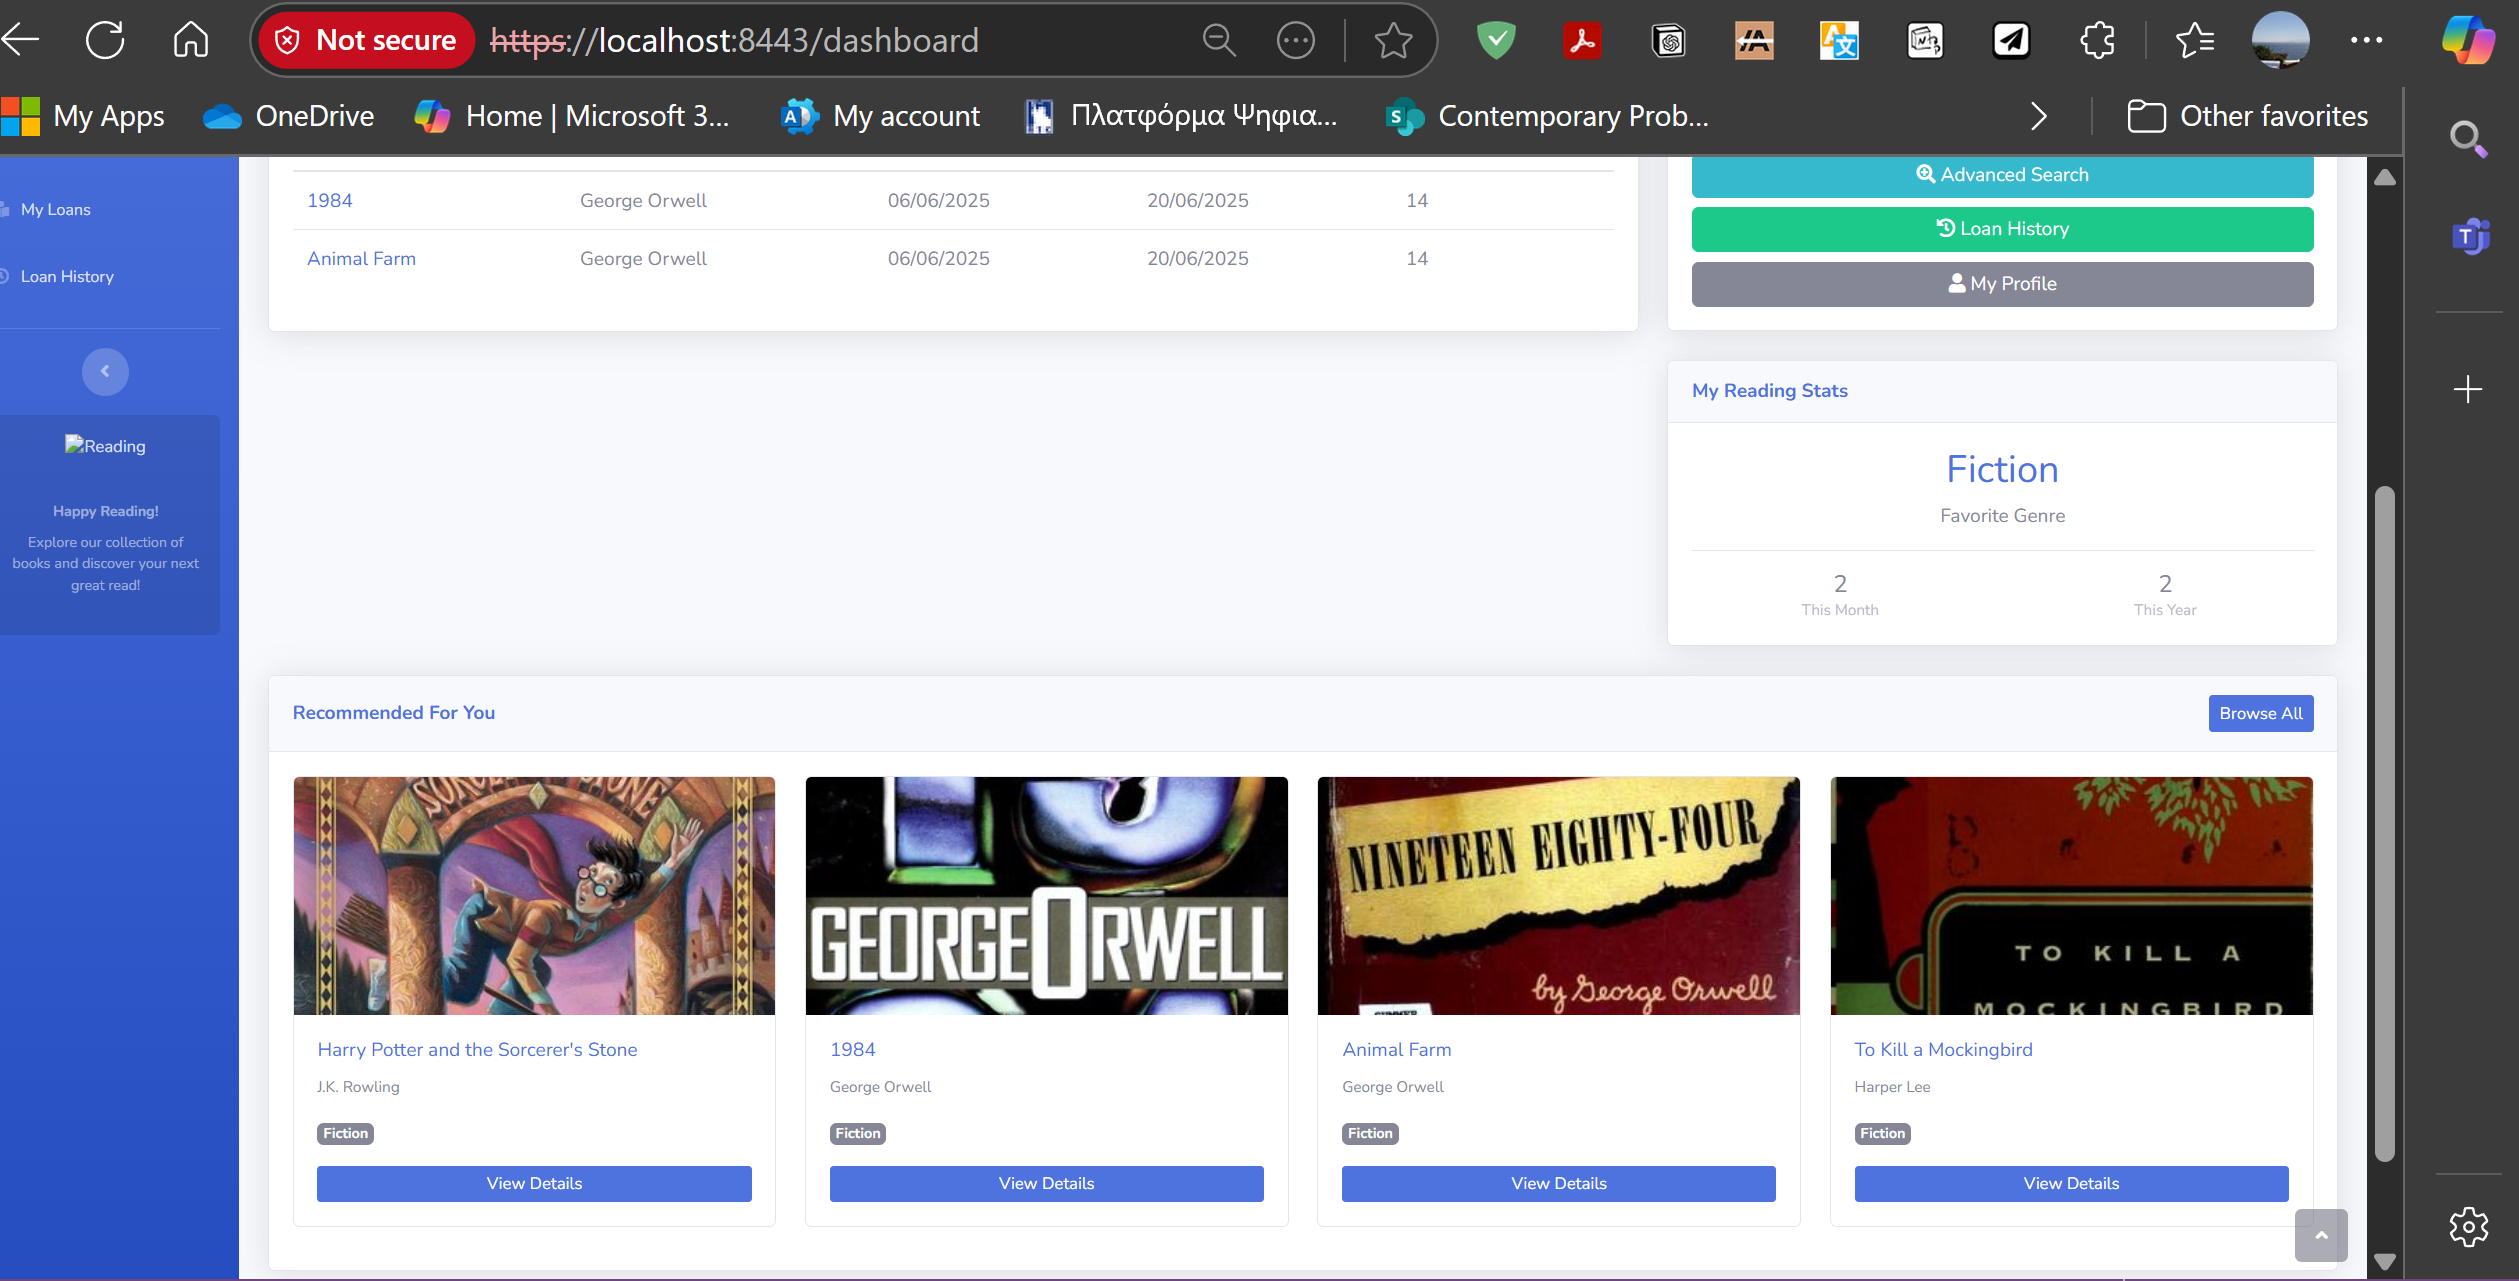 Not secure https://localhost:8443/dashboard
My Apps OneDrive Home | Microsoft 3... My account Πλατφόρμα Ψηφια... Contemporary Prob... Other favorites
My Loans
Loan History
Reading
Happy Reading!
Explore our collection of
books and discover your next
great read!
1984 George Orwell 06/06/2025 20/06/2025 14
Animal Farm George Orwell 06/06/2025 20/06/2025 14
Advanced Search
Loan History
My Profile
My Reading Stats
Fiction
Favorite Genre
2 2
This Month This Year
Recommended For You Browse All
SORCERER'S STONE
GEORGE ORWELL
NINETEEN EIGHTY-FOUR
by George Orwell
TO KILL A
MOCKINGBIRD
Harry Potter and the Sorcerer's Stone 1984 Animal Farm To Kill a Mockingbird
J.K. Rowling George Orwell George Orwell Harper Lee
Fiction Fiction Fiction Fiction
View Details View Details View Details View Details